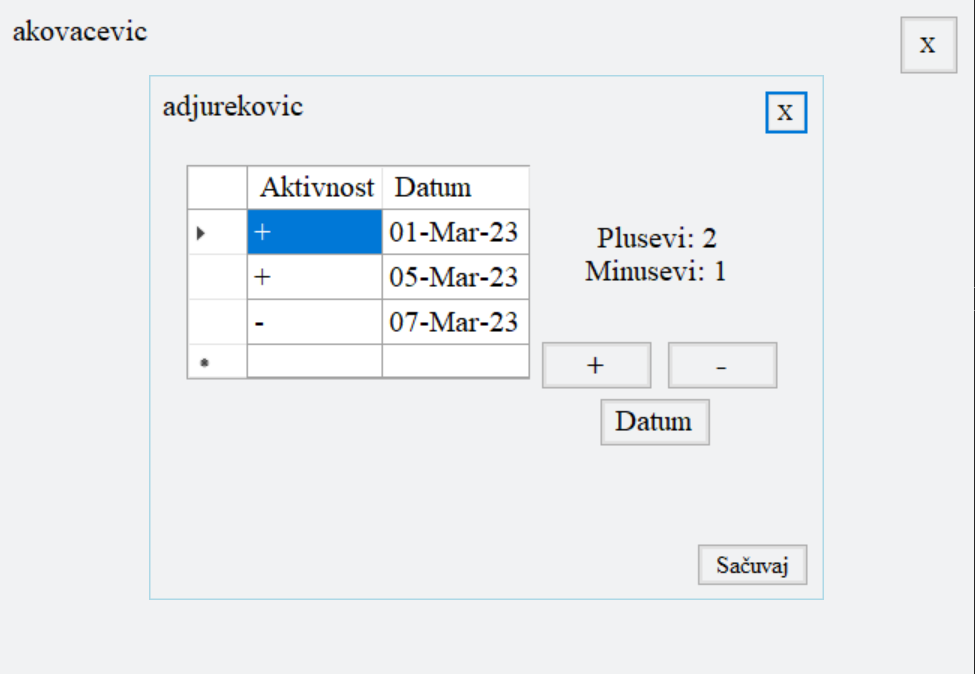 akovacevic
X
adjurekovic
X
Aktivnost Datum
+ 01-Mar-23
+ 05-Mar-23
- 07-Mar-23
Plusevi: 2
Minusevi: 1
+ -
Datum
Sačuvaj